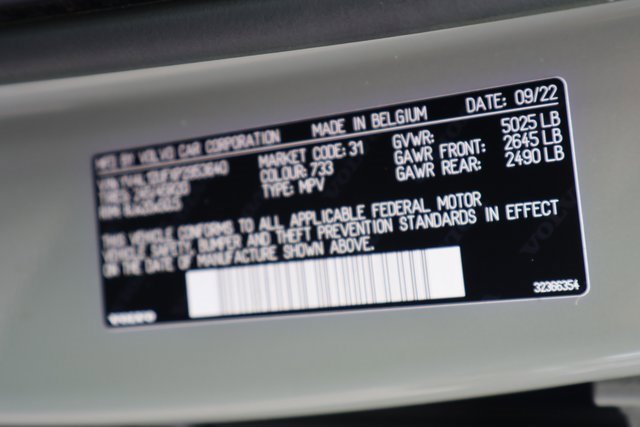 MFD BY VOLVO CAR CORPORATION MADE IN BELGIUM DATE: 09/22
MARKET CODE: 31 GVWR: 5025 LB
COLOUR: 733 GAWR FRONT: 2645 LB
TYPE: MPV GAWR REAR: 2490 LB
THIS VEHICLE CONFORMS TO ALL APPLICABLE FEDERAL MOTOR
VEHICLE SAFETY, BUMPER AND THEFT PREVENTION STANDARDS IN EFFECT
ON THE DATE OF MANUFACTURE SHOWN ABOVE.
VOLVO 32366354